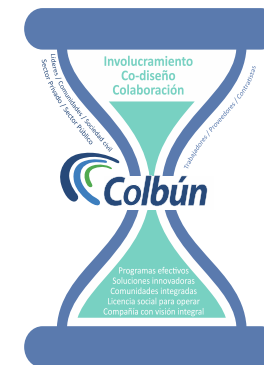 Involucramiento
Co-diseño
Colaboración
Líderes / Comunidades / Sociedad civil
Sector Privado / Sector Público
Trabajadores / Proveedores / Contratistas
Colbún
Programas efectivos
Soluciones innovadoras
Comunidades integradas
Licencia social para operar
Compañía con visión integral